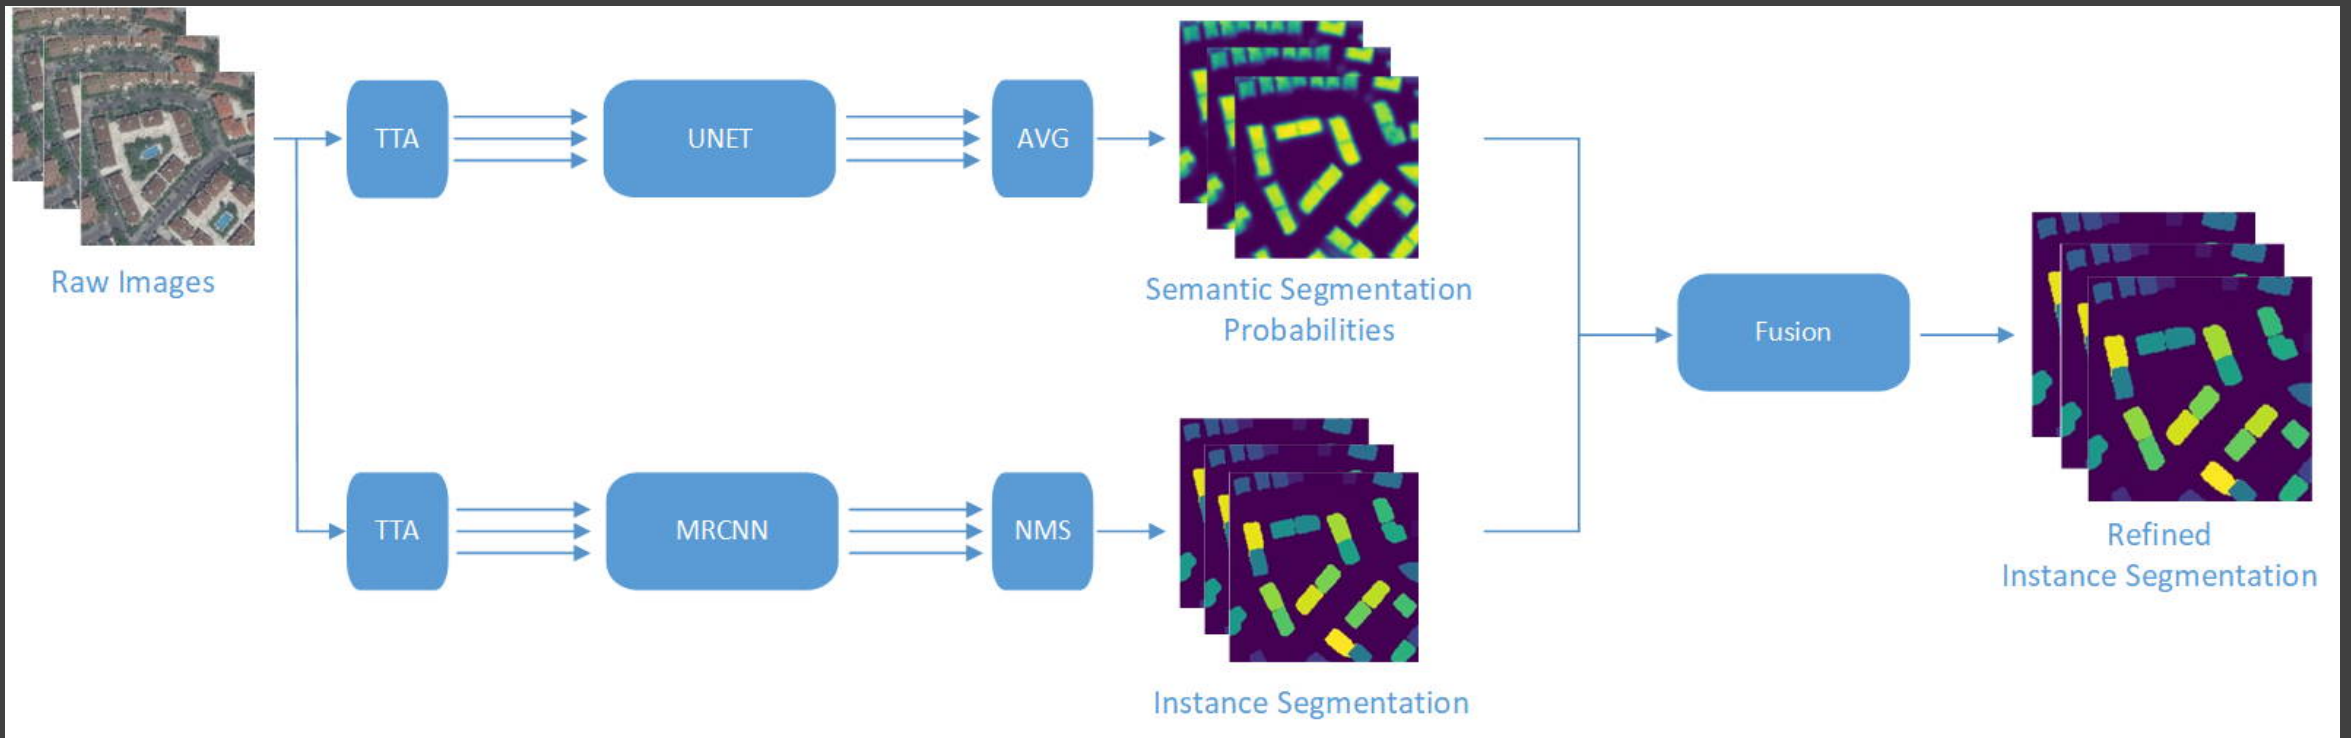 Raw Images
TTA
UNET
AVG
Semantic Segmentation
Probabilities
TTA
MRCNN
NMS
Instance Segmentation
Fusion
Refined
Instance Segmentation